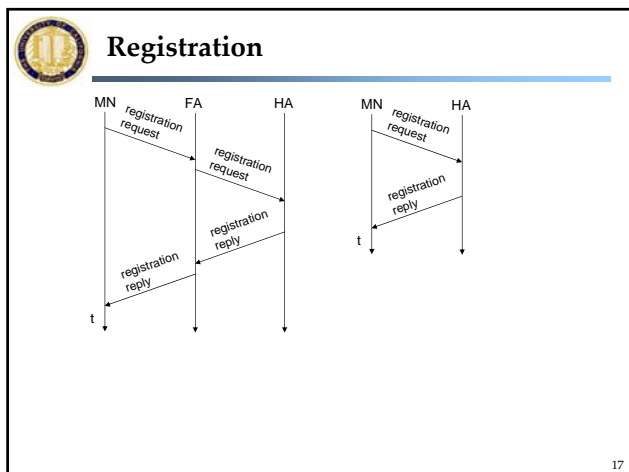 Registration
MN FA HA
registration
request
registration
request
registration
reply
registration
reply
t
MN HA
registration
request
registration
reply
t
17